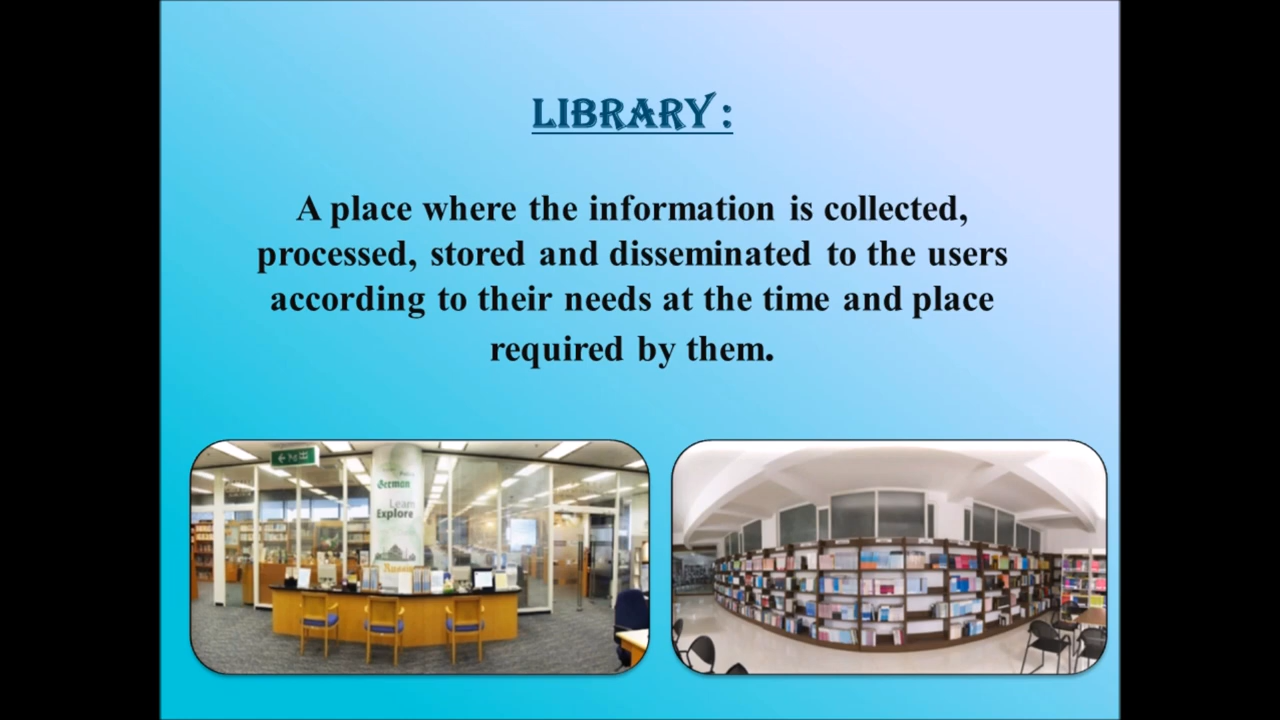 LIBRARY :
A place where the information is collected,
processed, stored and disseminated to the users
according to their needs at the time and place
required by them.
German
Learn
Explore
Russia